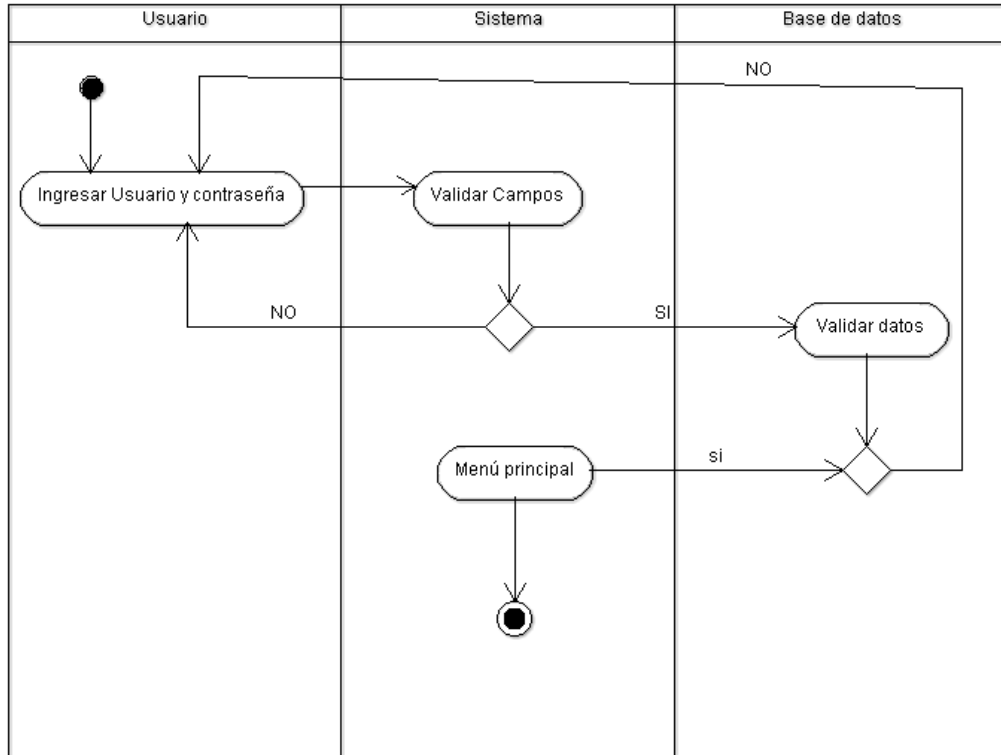 Usuario
Sistema
Base de datos
NO
Ingresar Usuario y contraseña
Validar Campos
NO
SI
Validar datos
Menú principal
si